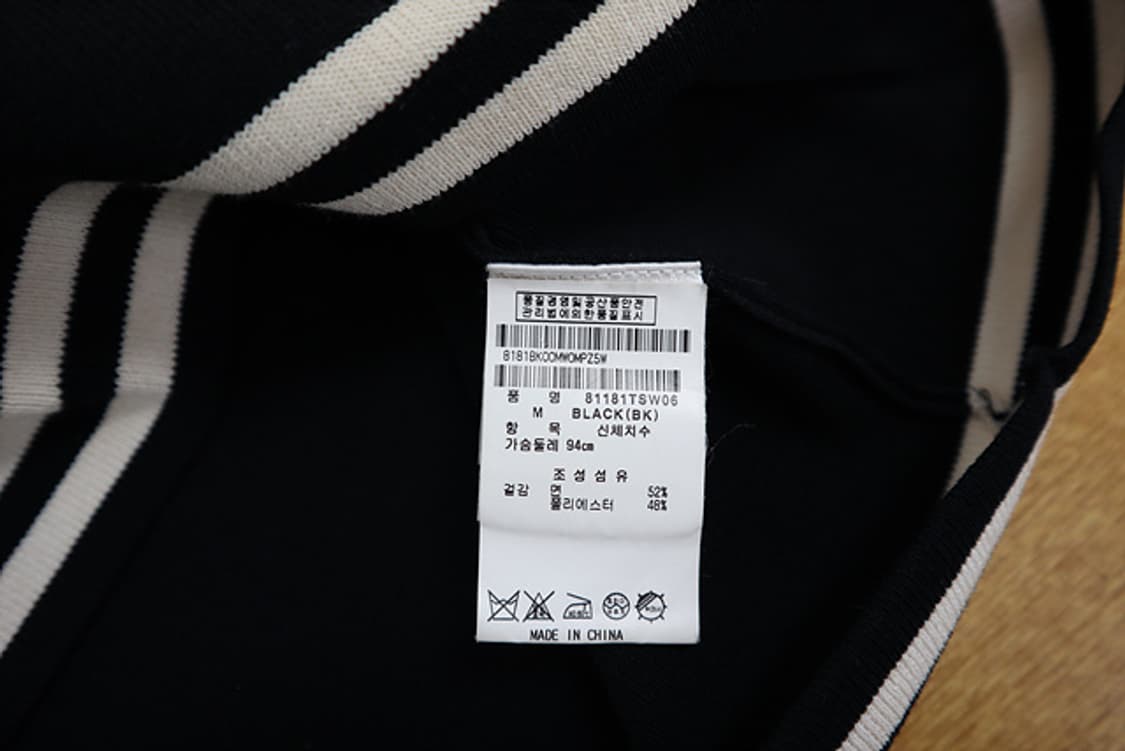 품질경영및공산품안전
관리법에의한품질표시
8181BKOOMWOMPZ5W
품 명 81181TSW06
M BLACK(BK)
항 목 신체치수
가슴둘레 94cm
조성섬유
겉감 면 52%
폴리에스터 48%
MADE IN CHINA